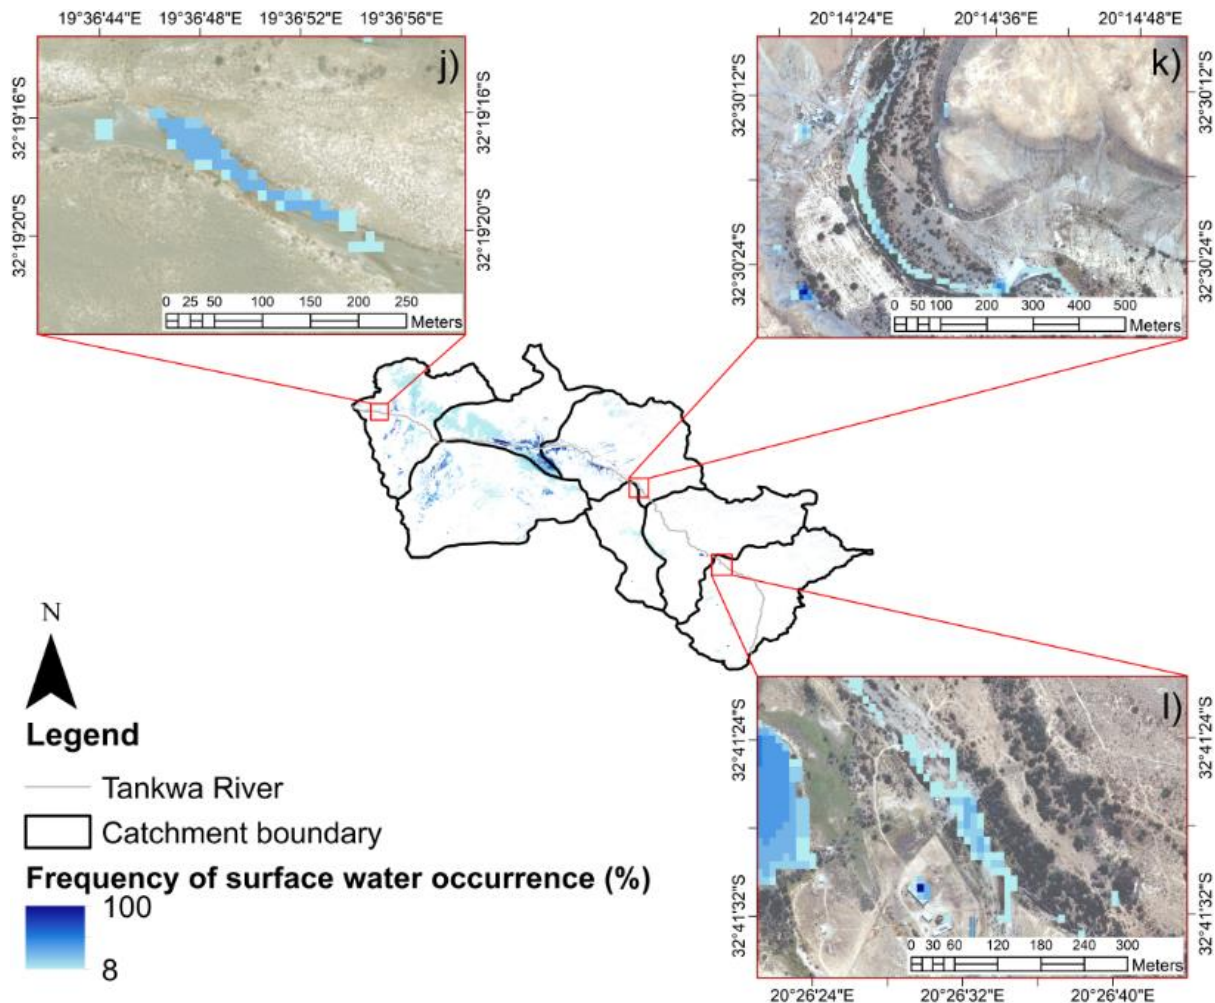 19°36'44"E 19°36'48"E 19°36'52"E 19°36'56"E
20°14'24"E 20°14'36"E 20°14'48"E
j)
32°19'16"S
32°19'20"S
32°19'16"S
32°19'20"S
0 25 50 100 150 200 250
Meters
k)
32°30'12"S
32°30'24"S
32°30'12"S
32°30'24"S
0 50 100 200 300 400 500
Meters
N
Legend
Tankwa River
Catchment boundary
Frequency of surface water occurrence (%)
100
8
l)
32°41'24"S
32°41'32"S
32°41'24"S
32°41'32"S
0 30 60 120 180 240 300
Meters
20°26'24"E 20°26'32"E 20°26'40"E